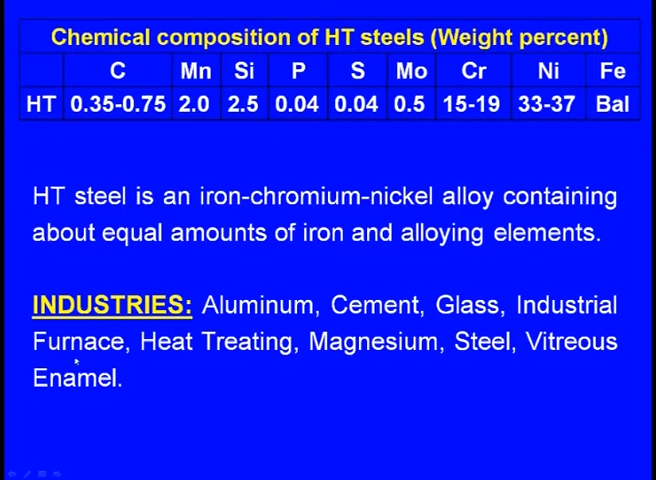 Chemical composition of HT steels (Weight percent)
C Mn Si P S Mo Cr Ni Fe
HT 0.35-0.75 2.0 2.5 0.04 0.04 0.5 15-19 33-37 Bal
HT steel is an iron-chromium-nickel alloy containing
about equal amounts of iron and alloying elements.
INDUSTRIES: Aluminum, Cement, Glass, Industrial
Furnace, Heat Treating, Magnesium, Steel, Vitreous
Enamel.